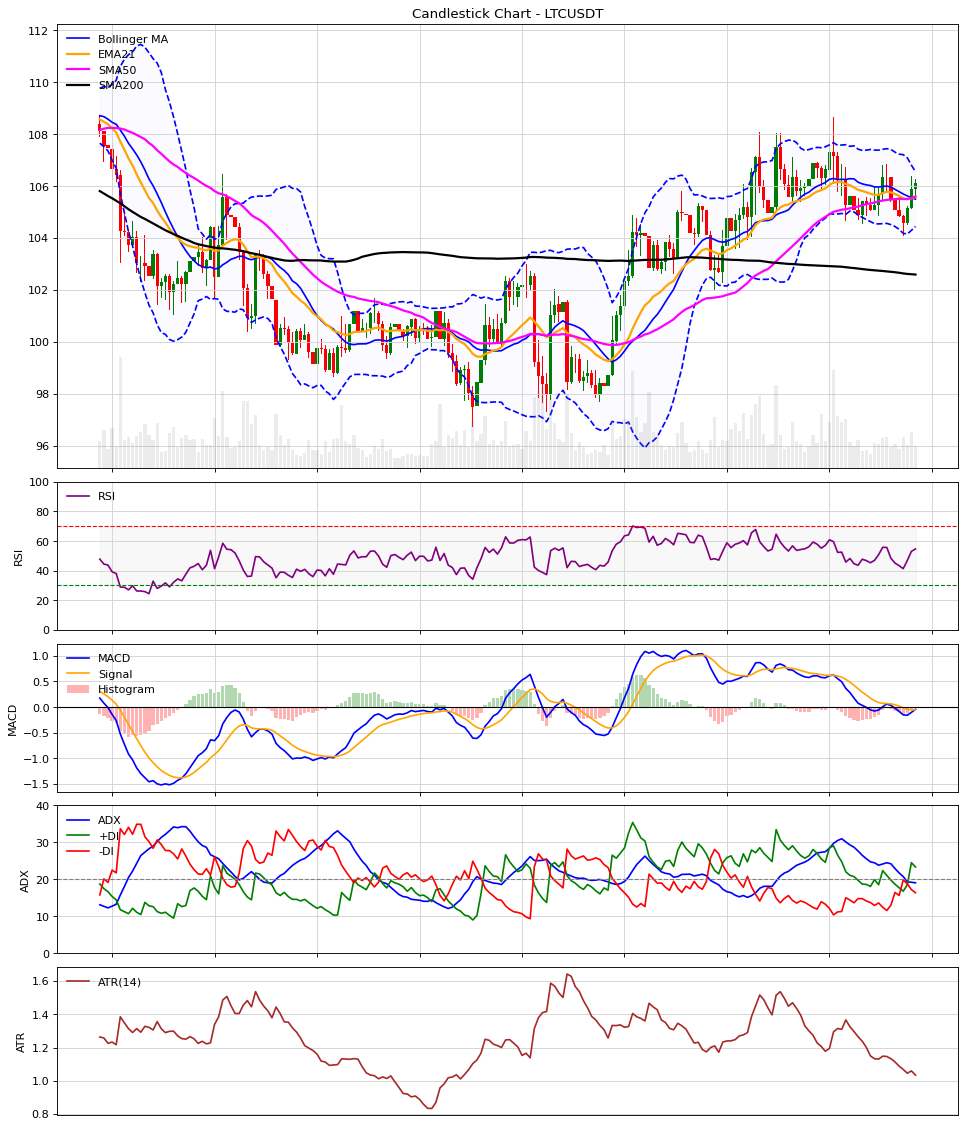 Candlestick Chart - LTCUSDT
112
110
108
106
104
102
100
98
96
Bollinger MA
EMA21
SMA50
SMA200
100
80
60
40
20
0
RSI
RSI
1.0
0.5
0.0
−0.5
−1.0
−1.5
MACD
MACD
Signal
Histogram
40
30
20
10
0
ADX
ADX
+DI
-DI
1.6
1.4
1.2
1.0
0.8
ATR
ATR(14)